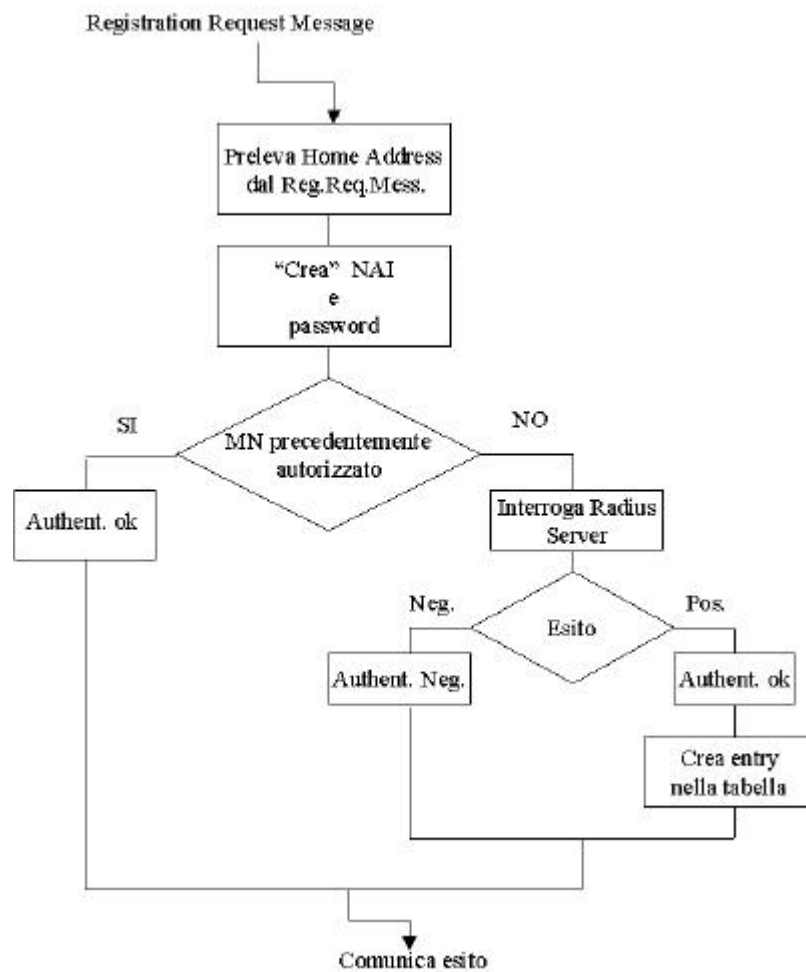 Registration Request Message
Preleva Home Address
dal Reg.Req.Mess.
“Crea” NAI
e
password
SI
NO
MN precedentemente
autorizzato
Authent. ok
Interroga Radius
Server
Neg.
Pos.
Esito
Authent. Neg.
Authent. ok
Crea entry
nella tabella
Comunica esito